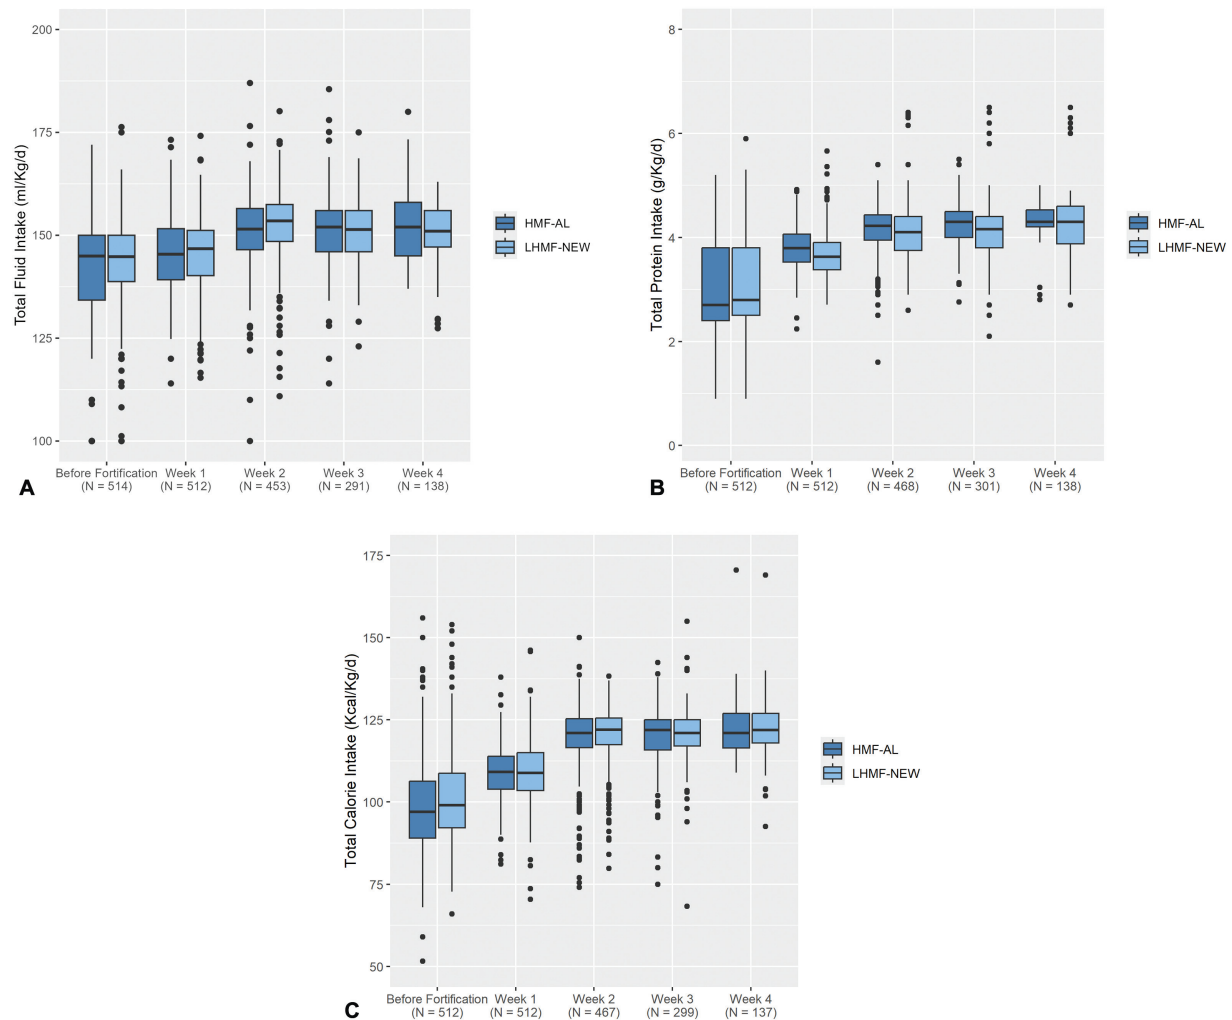 Total Fluid Intake (ml/Kg/d)
200
175
150
125
100
Before Fortification
(N = 514)
Week 1
(N = 512)
Week 2
(N = 453)
Week 3
(N = 291)
Week 4
(N = 138)
HMF-AL
LHMF-NEW
A
Total Protein Intake (g/Kg/d)
8
6
4
2
0
Before Fortification
(N = 512)
Week 1
(N = 512)
Week 2
(N = 468)
Week 3
(N = 301)
Week 4
(N = 138)
HMF-AL
LHMF-NEW
B
Total Calorie Intake (Kcal/Kg/d)
175
150
125
100
75
50
Before Fortification
(N = 512)
Week 1
(N = 512)
Week 2
(N = 467)
Week 3
(N = 299)
Week 4
(N = 137)
HMF-AL
LHMF-NEW
C